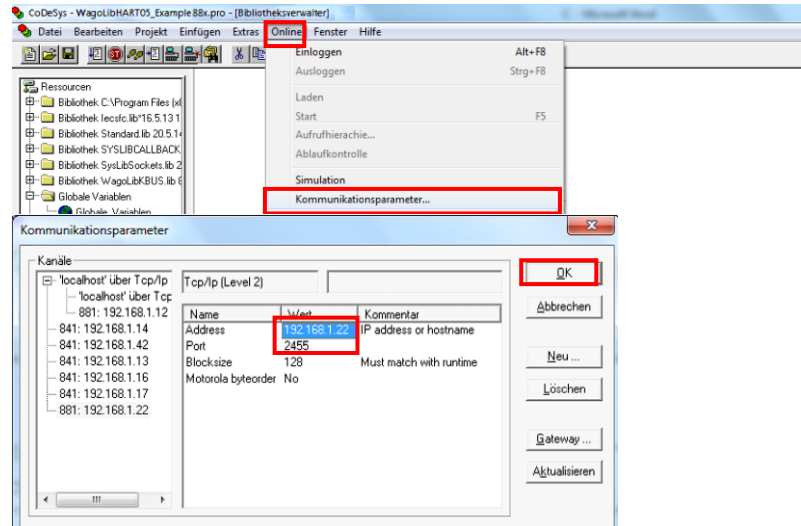 CoDeSys - WagoLibHART05_Example 88x.pro - [Bibliotheksverwalter]
Datei Bearbeiten Projekt Einfügen Extras Online Fenster Hilfe
Einloggen Alt+F8
Ausloggen Strg+F8
Laden
Start F5
Aufrufhierachie...
Ablaufkontrolle
Simulation
Kommunikationsparameter...
Ressourcen
Bibliothek C:\Program Files (x8
Bibliothek Iecsfc.lib*16.5.13 1
Bibliothek Standard.lib 20.5.14
Bibliothek SYSLIBCALLBACK
Bibliothek SysLibSockets.lib 2
Bibliothek WagoLibKBUS.lib 6
Globale Variablen
Globale_Variablen
Kommunikationsparameter
Kanäle
'localhost' über Tcp/Ip
'localhost' über Tcp
881: 192.168.1.12
841: 192.168.1.14
841: 192.168.1.42
841: 192.168.1.13
841: 192.168.1.16
841: 192.168.1.17
881: 192.168.1.22
Tcp/Ip (Level 2)
Name Wert Kommentar
Address 192.168.1.22 IP address or hostname
Port 2455
Blocksize 128 Must match with runtime
Motorola byteorder No
OK
Abbrechen
Neu ...
Löschen
Gateway ...
Aktualisieren